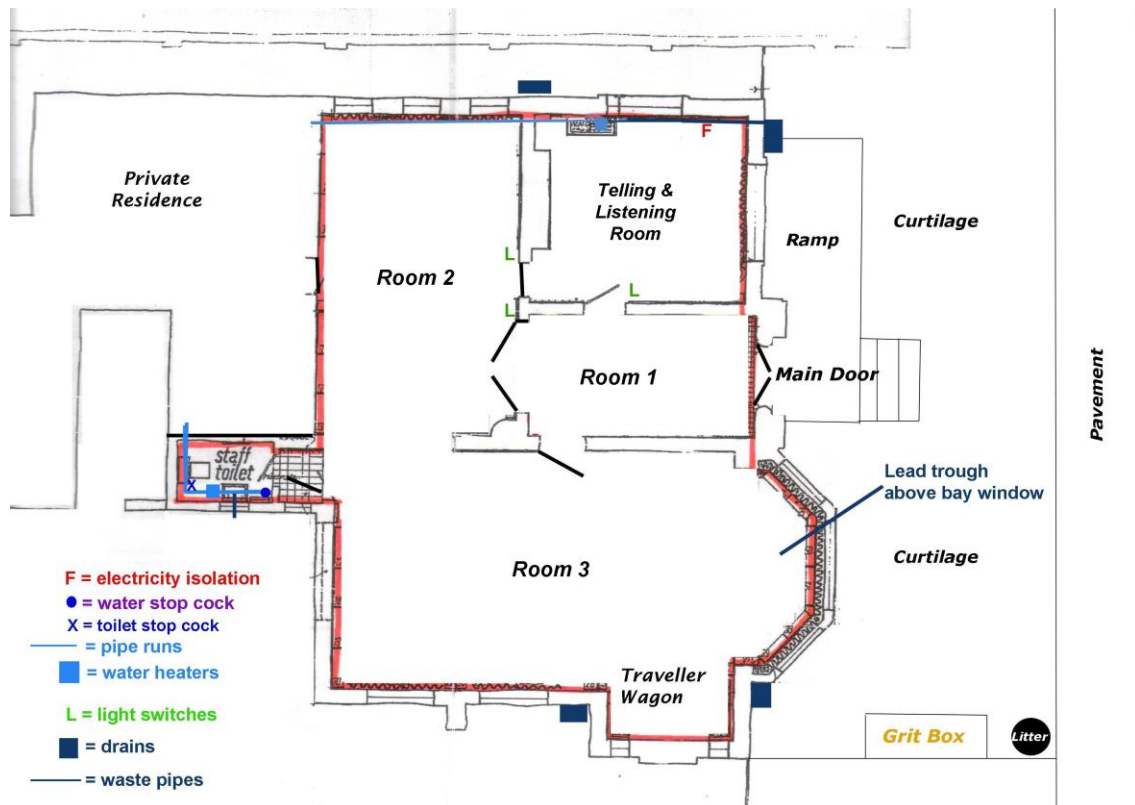 F
Private
Residence
Telling &
Listening
Room
Curtilage
Ramp
L
Room 2
L
L
Room 1
Main Door
Pavement
staff
toilet
X
Lead trough
above bay window
Room 3
Curtilage
F = electricity isolation
= water stop cock
X = toilet stop cock
= pipe runs
= water heaters
Traveller
Wagon
L = light switches
Grit Box
Litter
= drains
= waste pipes